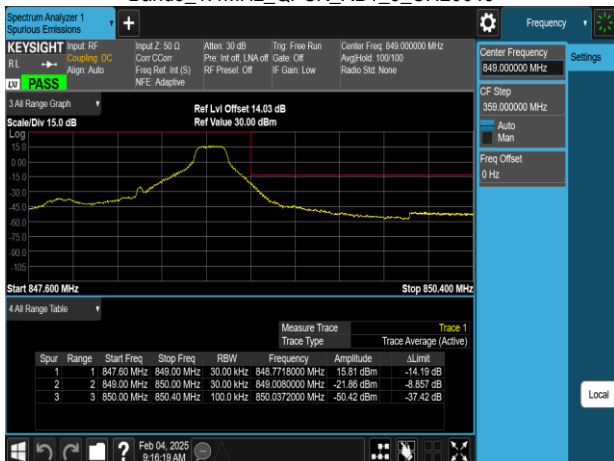 Spectrum Analyzer 1
Spurious Emissions
Frequency
KEYSIGHT Input: RF Input Z: 50 Ω Atten: 30 dB Trig: Free Run Center Freq: 849.000000 MHz
RL Coupling: DC Corr CCorr Pre: Int off, LNA off Gate: Off Avg|Hold: 100/100
Align: Auto Freq Ref: Int (S) RF Preset: Off IF Gain: Low Radio Std: None
PASS NFE: Adaptive
Center Frequency
849.000000 MHz
Settings
CF Step
359.000000 MHz
Auto
Man
Freq Offset
0 Hz
3 All Range Graph
Ref Lvl Offset 14.03 dB
Scale/Div 15.0 dB Ref Value 30.00 dBm
Log
15.0
0.00
-15.0
-30.0
-45.0
-60.0
-75.0
-90.0
-105
Start 847.600 MHz Stop 850.400 MHz
4 All Range Table
Measure Trace Trace 1
Trace Type Trace Average (Active)
Spur Range Start Freq Stop Freq RBW Frequency Amplitude ΔLimit
1 1 847.60 MHz 849.00 MHz 30.00 kHz 848.7718000 MHz 15.81 dBm -14.19 dB
2 2 849.00 MHz 850.00 MHz 30.00 kHz 849.0080000 MHz -21.86 dBm -8.857 dB
3 3 850.00 MHz 850.40 MHz 100.0 kHz 850.0372000 MHz -50.42 dBm -37.42 dB
Local
Feb 04, 2025
9:16:19 AM